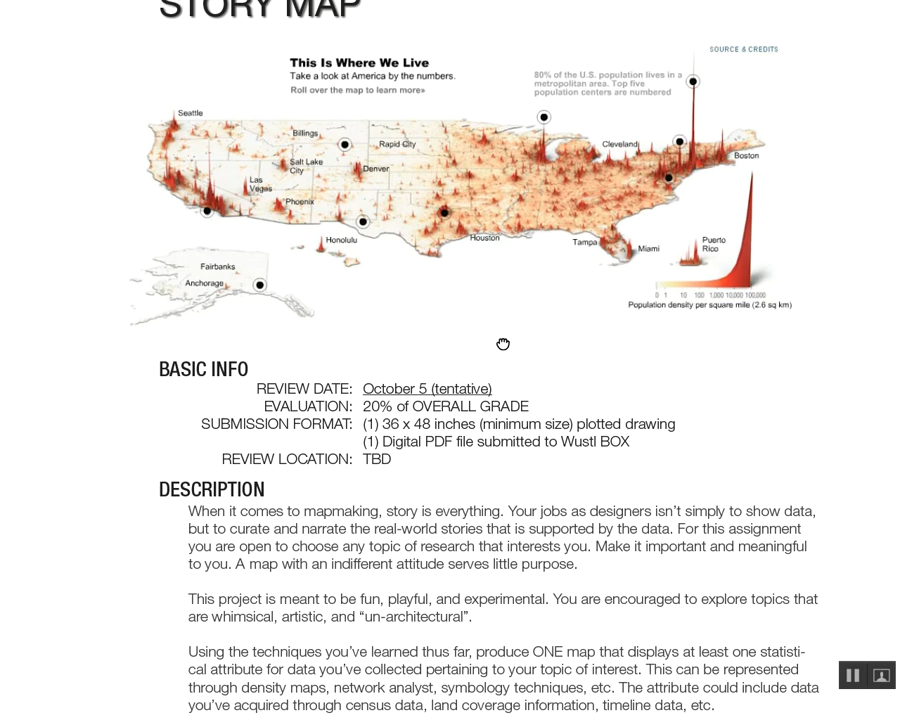 STORY MAP
SOURCE & CREDITS
This Is Where We Live
Take a look at America by the numbers.
Roll over the map to learn more»
80% of the U.S. population lives in a
metropolitan area. Top five
population centers are numbered
Seattle
Billings
Rapid City
Cleveland
Boston
Salt Lake
City
Denver
Las
Vegas
Phoenix
Honolulu
Houston
Tampa
Miami
Puerto
Rico
Fairbanks
Anchorage
0 1 10 100 1,000 10,000 100,000
Population density per square mile (2.6 sq km)
BASIC INFO
REVIEW DATE: October 5 (tentative)
EVALUATION: 20% of OVERALL GRADE
SUBMISSION FORMAT: (1) 36 x 48 inches (minimum size) plotted drawing
(1) Digital PDF file submitted to Wustl BOX
REVIEW LOCATION: TBD
DESCRIPTION
When it comes to mapmaking, story is everything. Your jobs as designers isn’t simply to show data,
but to curate and narrate the real-world stories that is supported by the data. For this assignment
you are open to choose any topic of research that interests you. Make it important and meaningful
to you. A map with an indifferent attitude serves little purpose.
This project is meant to be fun, playful, and experimental. You are encouraged to explore topics that
are whimsical, artistic, and “un-architectural”.
Using the techniques you’ve learned thus far, produce ONE map that displays at least one statisti-
cal attribute for data you’ve collected pertaining to your topic of interest. This can be represented
through density maps, network analyst, symbology techniques, etc. The attribute could include data
you’ve acquired through census data, land coverage information, timeline data, etc.